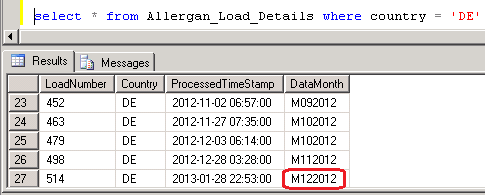 select * from Allergan_Load_Details where country = 'DE'
Results Messages
LoadNumber Country ProcessedTimeStamp DataMonth
23 452 DE 2012-11-02 06:57:00 M092012
24 463 DE 2012-11-27 07:35:00 M102012
25 479 DE 2012-12-03 06:14:00 M102012
26 498 DE 2012-12-28 03:28:00 M112012
27 514 DE 2013-01-28 22:53:00 M122012